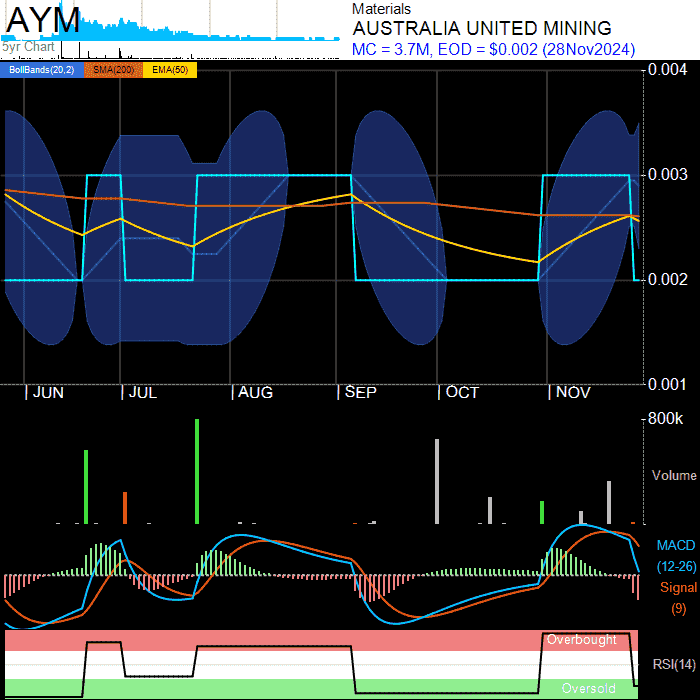 AYM
5yr Chart
Materials
AUSTRALIA UNITED MINING
MC = 3.7M, EOD = $0.002 (28Nov2024)
BollBands(20,2) SMA(200) EMA(50)
0.004
0.003
0.002
0.001
JUN JUL AUG SEP OCT NOV
800k
Volume
MACD
(12-26)
Signal
(9)
Overbought
RSI(14)
Oversold